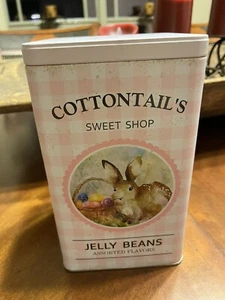 COTTONTAIL'S
SWEET SHOP
JELLY BEANS
ASSORTED FLAVORS